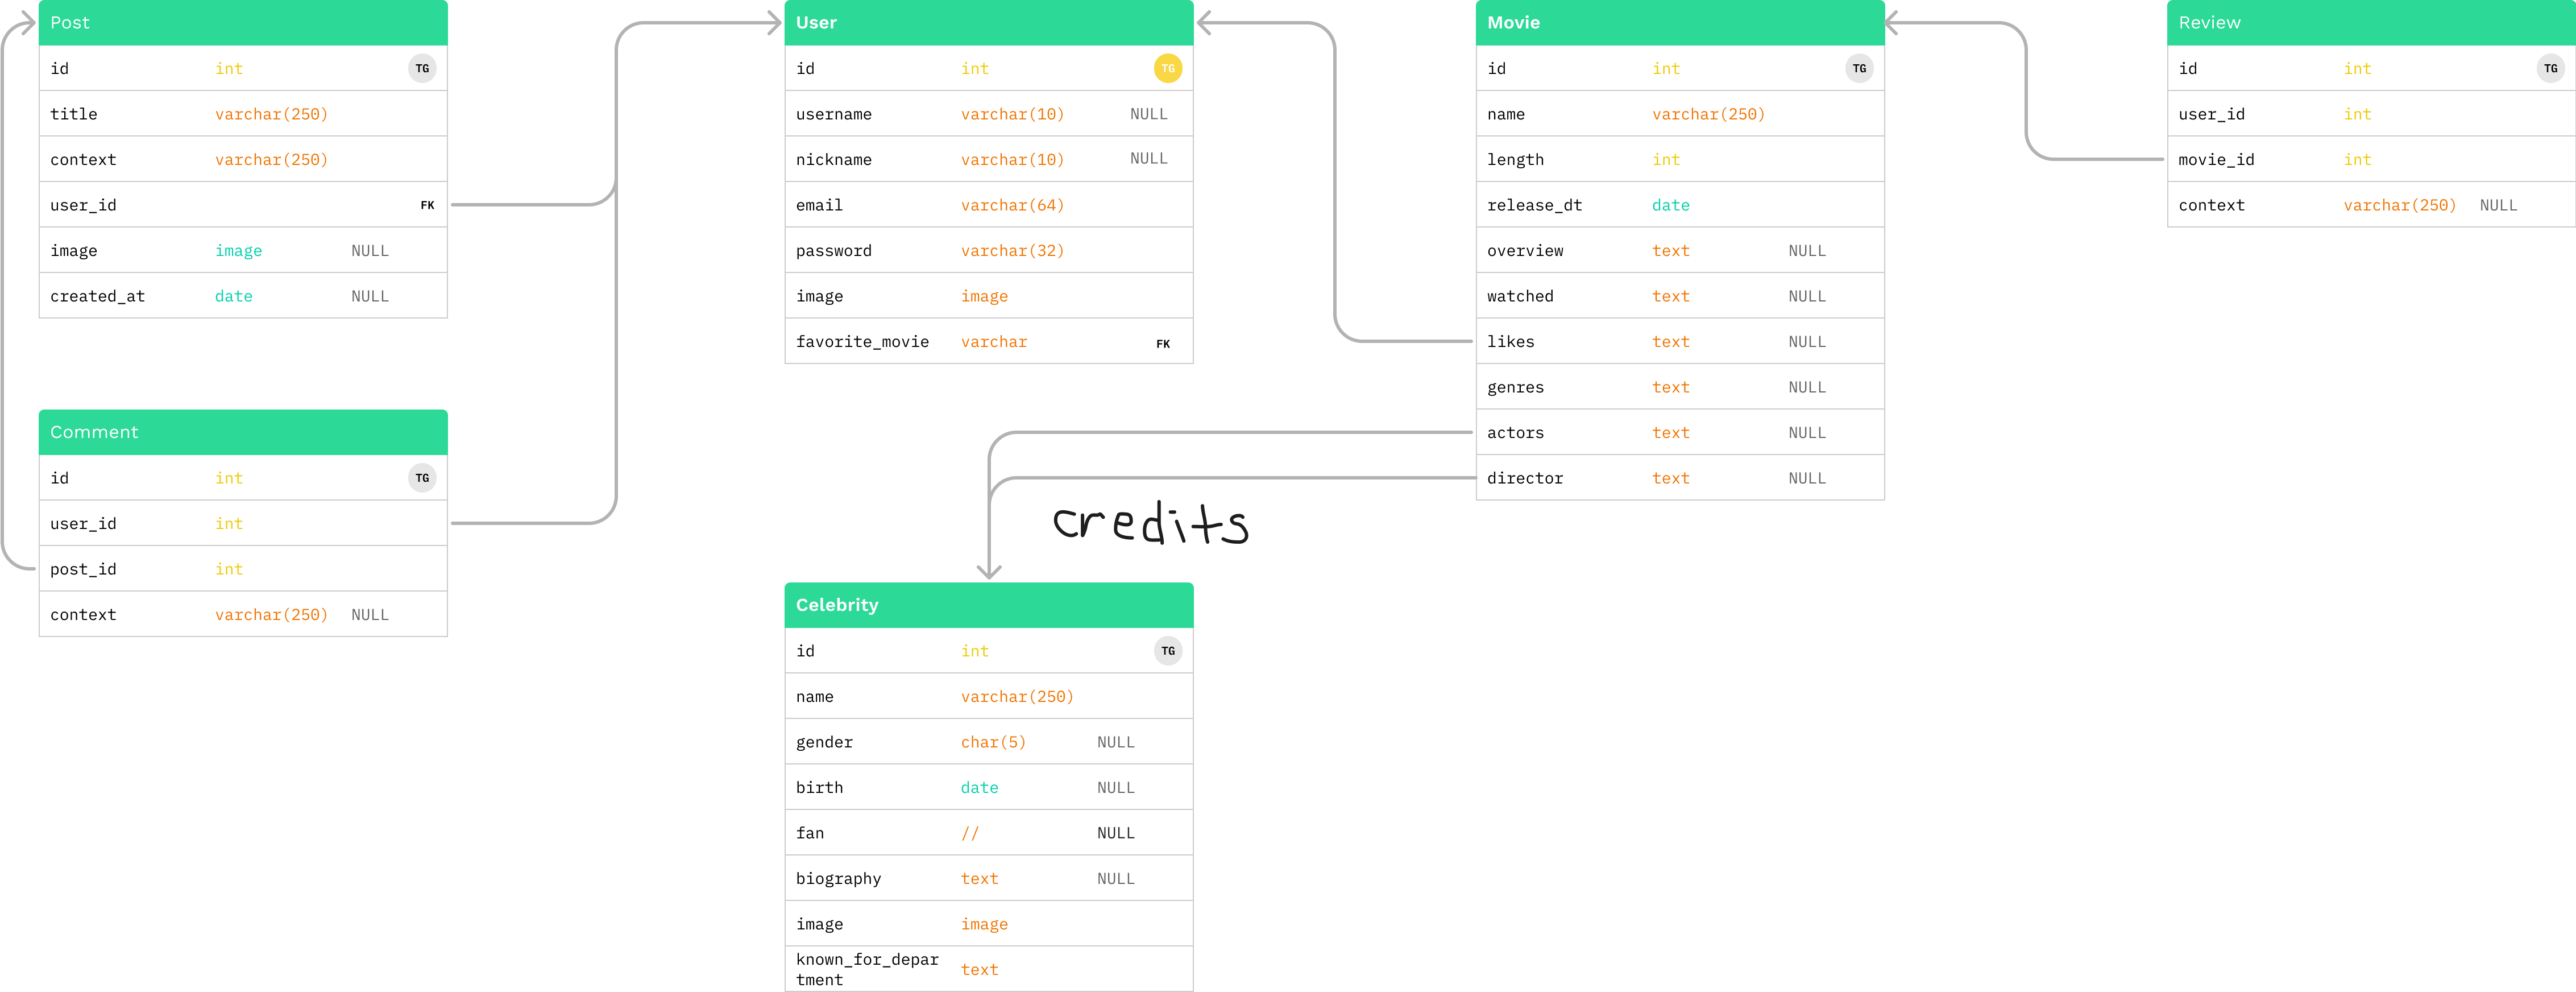 Post
id int TG
title varchar(250)
context varchar(250)
user_id FK
image image NULL
created_at date NULL
Comment
id int TG
user_id int
post_id int
context varchar(250) NULL
User
id int TG
username varchar(10) NULL
nickname varchar(10) NULL
email varchar(64)
password varchar(32)
image image
favorite_movie varchar FK
credits
Celebrity
id int TG
name varchar(250)
gender char(5) NULL
birth date NULL
fan // NULL
biography text NULL
image image
known_for_depar
tment text
Movie
id int TG
name varchar(250)
length int
release_dt date
overview text NULL
watched text NULL
likes text NULL
genres text NULL
actors text NULL
director text NULL
Review
id int TG
user_id int
movie_id int
context varchar(250) NULL